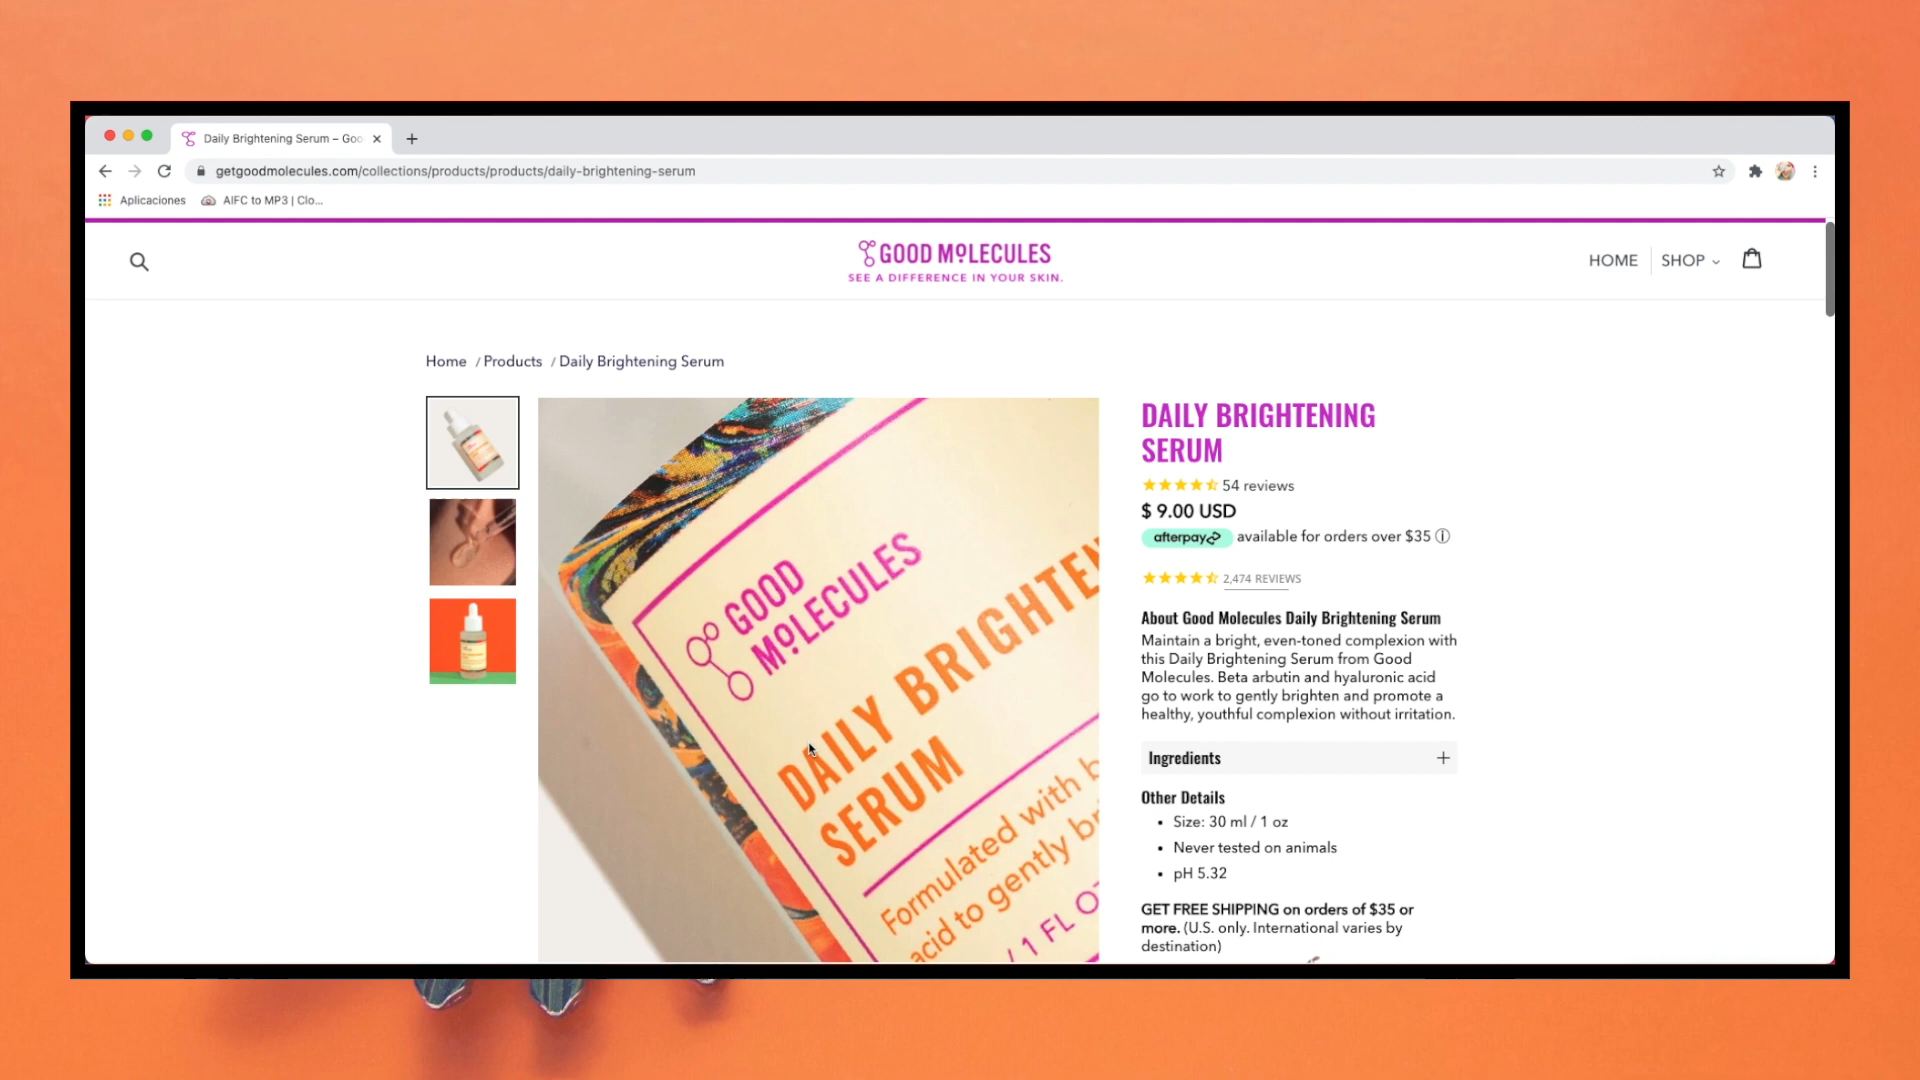 Daily Brightening Serum – Goo
getgoodmolecules.com/collections/products/products/daily-brightening-serum
Aplicaciones
AIFC to MP3 | Clo...
GOOD MOLECULES
SEE A DIFFERENCE IN YOUR SKIN.
HOME
SHOP
Home / Products / Daily Brightening Serum
GOOD
MOLECULES
DAILY BRIGHTEN
SERUM
Formulated with b
acid to gently br
/ 1 FL OZ
DAILY BRIGHTENING
SERUM
54 reviews
$ 9.00 USD
afterpay available for orders over $35
2,474 REVIEWS
About Good Molecules Daily Brightening Serum
Maintain a bright, even-toned complexion with
this Daily Brightening Serum from Good
Molecules. Beta arbutin and hyaluronic acid
go to work to gently brighten and promote a
healthy, youthful complexion without irritation.
Ingredients +
Other Details
• Size: 30 ml / 1 oz
• Never tested on animals
• pH 5.32
GET FREE SHIPPING on orders of $35 or
more. (U.S. only. International varies by
destination)